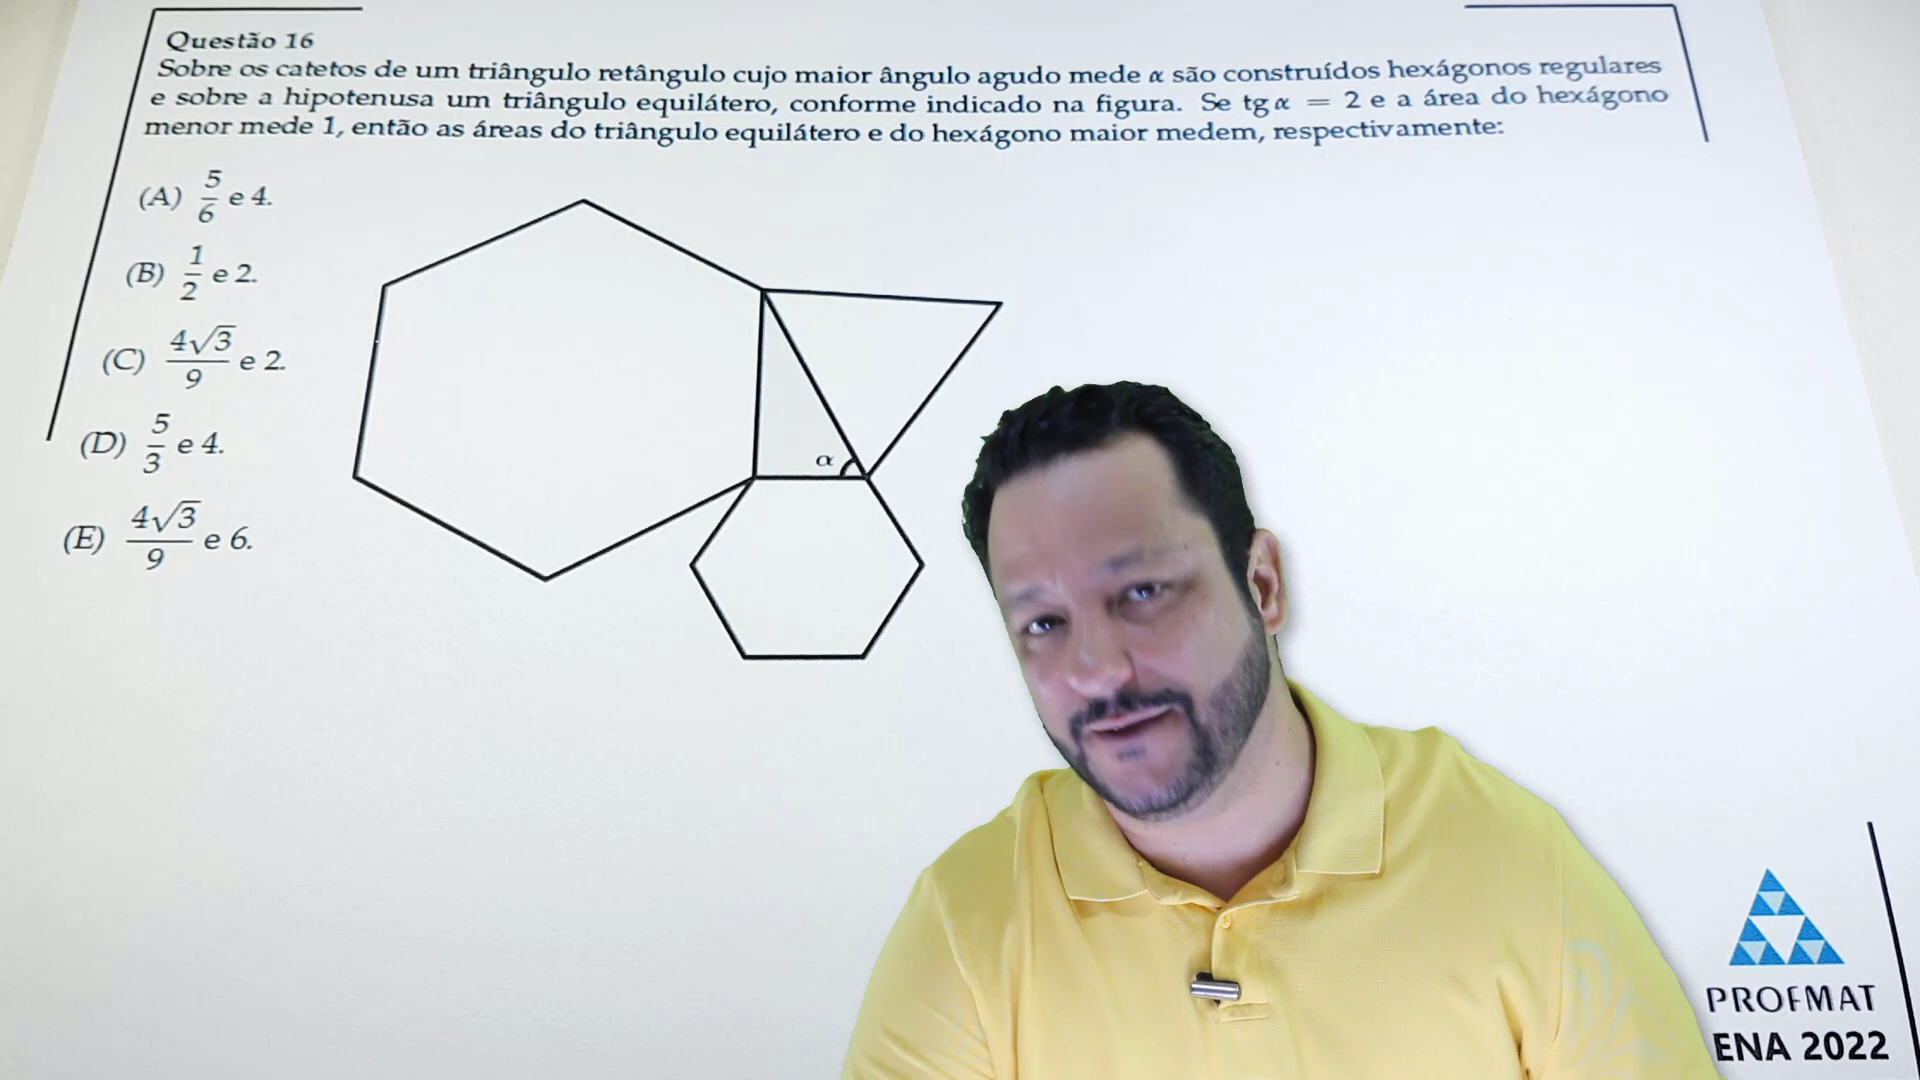 Questão 16
Sobre os catetos de um triângulo retângulo cujo maior ângulo agudo mede α são construídos hexágonos regulares
e sobre a hipotenusa um triângulo equilátero, conforme indicado na figura. Se tg α = 2 e a área do hexágono
menor mede 1, então as áreas do triângulo equilátero e do hexágono maior medem, respectivamente:
(A) 5/6 e 4.
(B) 1/2 e 2.
(C) 4√3/9 e 2.
(D) 5/3 e 4.
(E) 4√3/9 e 6.
α
PROFMAT
ENA 2022